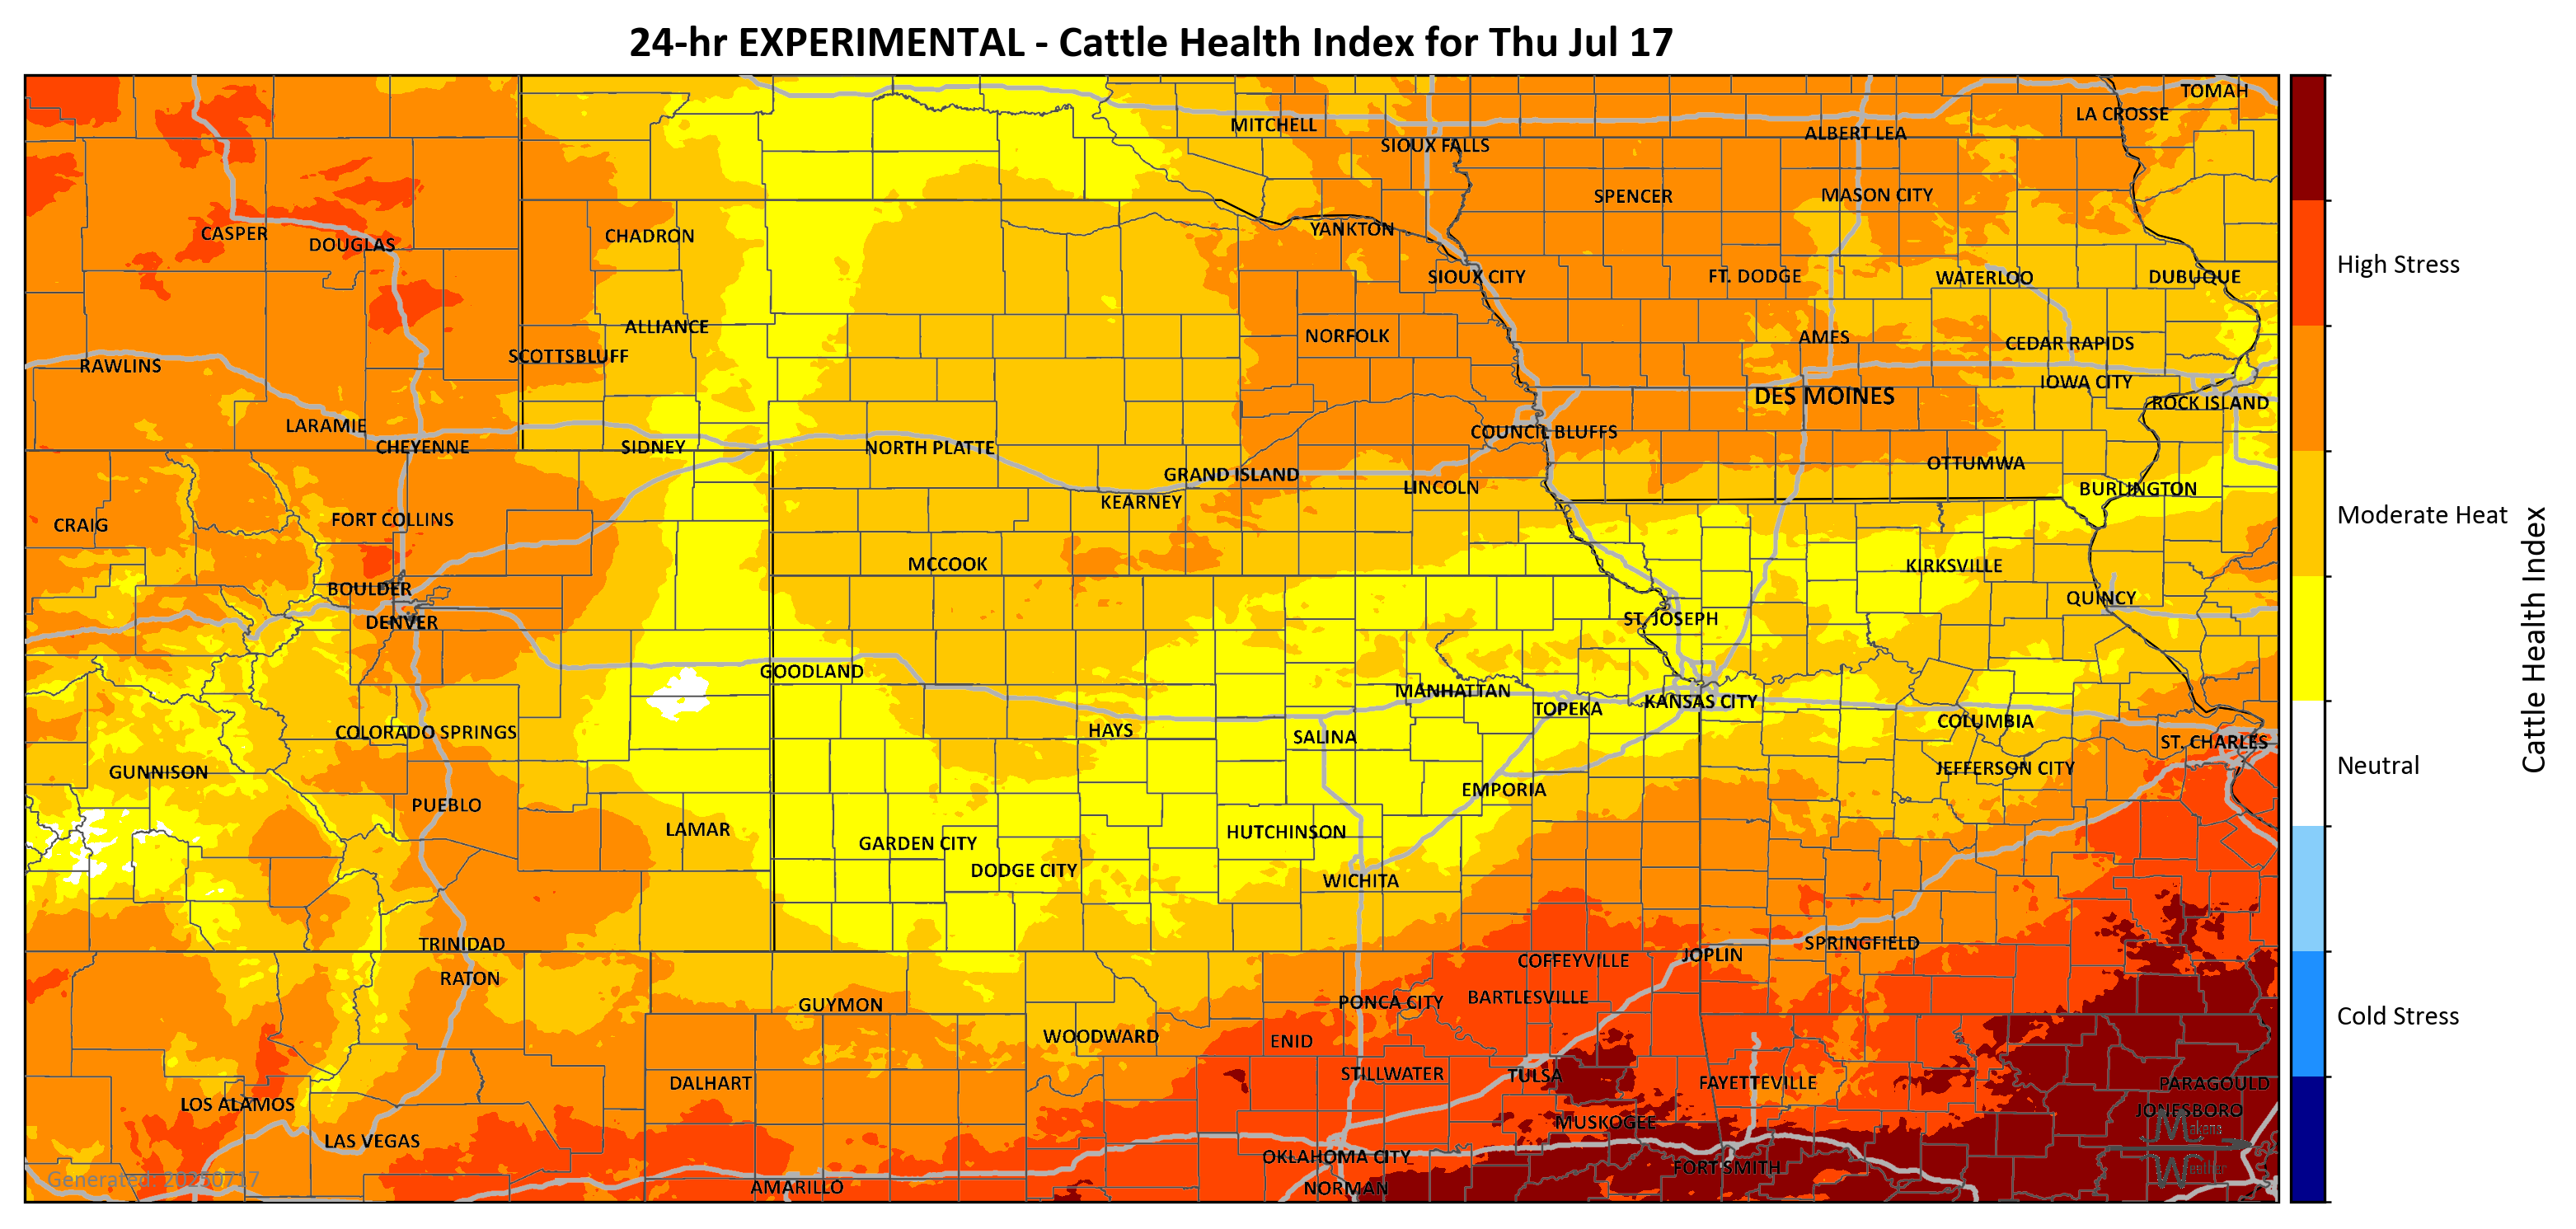 24-hr EXPERIMENTAL - Cattle Health Index for Thu Jul 17
TOMAH
LA CROSSE
MITCHELL
ALBERT LEA
SIOUX FALLS
SPENCER
MASON CITY
CASPER
DOUGLAS
CHADRON
YANKTON
SIOUX CITY
FT. DODGE
WATERLOO
DUBUQUE
High Stress
ALLIANCE
NORFOLK
AMES
CEDAR RAPIDS
SCOTTSBLUFF
RAWLINS
IOWA CITY
DES MOINES
ROCK ISLAND
LARAMIE
COUNCIL BLUFFS
CHEYENNE
SIDNEY
NORTH PLATTE
OTTUMWA
GRAND ISLAND
LINCOLN
BURLINGTON
KEARNEY
Moderate Heat
CRAIG
FORT COLLINS
MCCOOK
KIRKSVILLE
BOULDER
QUINCY
DENVER
ST. JOSEPH
Cattle Health Index
GOODLAND
MANHATTAN
KANSAS CITY
TOPEKA
COLUMBIA
COLORADO SPRINGS
HAYS
SALINA
ST. CHARLES
GUNNISON
JEFFERSON CITY
Neutral
EMPORIA
PUEBLO
LAMAR
HUTCHINSON
GARDEN CITY
DODGE CITY
WICHITA
TRINIDAD
SPRINGFIELD
JOPLIN
COFFEYVILLE
RATON
BARTLESVILLE
GUYMON
PONCA CITY
Cold Stress
WOODWARD
ENID
STILLWATER
TULSA
DALHART
FAYETTEVILLE
PARAGOULD
LOS ALAMOS
JONESBORO
MUSKOGEE
Makens
LAS VEGAS
OKLAHOMA CITY
FORT SMITH
Weather
Generated: 20250717
AMARILLO
NORMAN